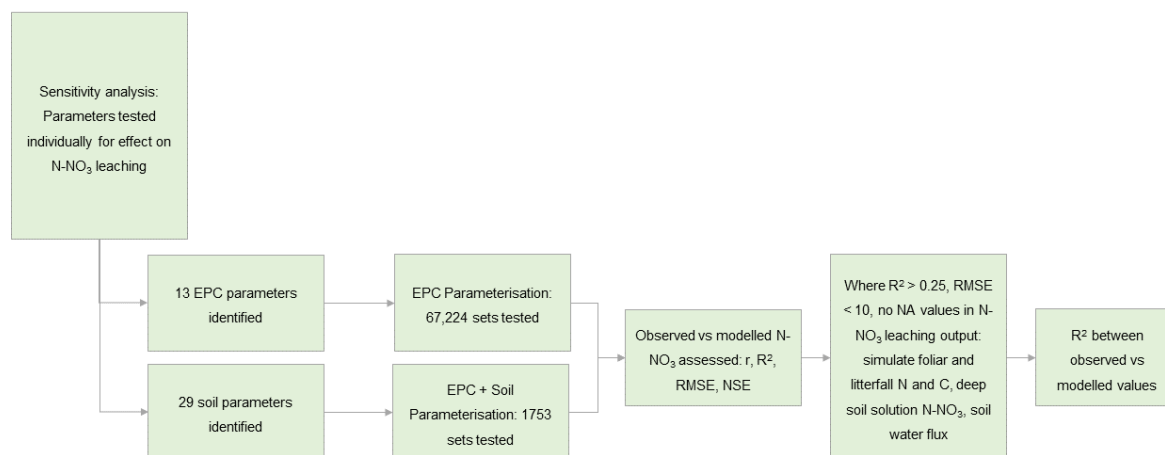 Sensitivity analysis:
Parameters tested
individually for effect on
N-NO₃ leaching
13 EPC parameters
identified
EPC Parameterisation:
67,224 sets tested
29 soil parameters
identified
EPC + Soil
Parameterisation: 1753
sets tested
Observed vs modelled N-
NO₃ assessed: r, R²,
RMSE, NSE
Where R² > 0.25, RMSE
< 10, no NA values in N-
NO₃ leaching output:
simulate foliar and
litterfall N and C, deep
soil solution N-NO₃, soil
water flux
R² between
observed vs
modelled values